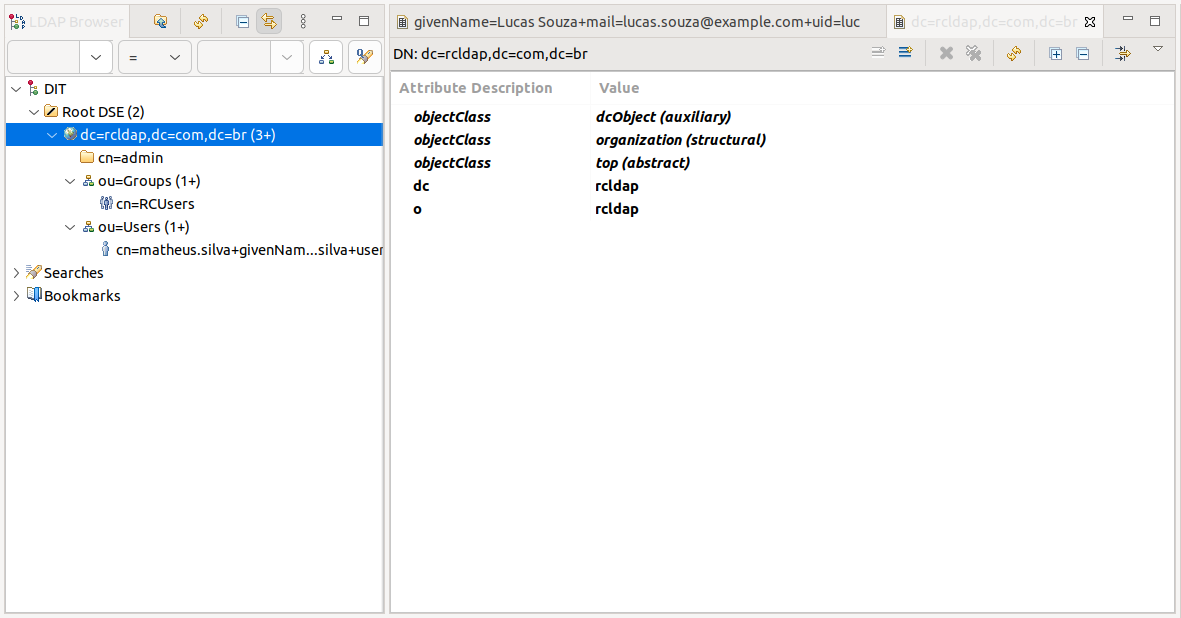 LDAP Browser
givenName=Lucas Souza+mail=lucas.souza@example.com+uid=luc
dc=rcldap,dc=com,dc=br
=
DN: dc=rcldap,dc=com,dc=br
DIT
Root DSE (2)
dc=rcldap,dc=com,dc=br (3+)
cn=admin
ou=Groups (1+)
cn=RCUsers
ou=Users (1+)
cn=matheus.silva+givenNam...silva+user
Searches
Bookmarks
Attribute Description Value
objectClass dcObject (auxiliary)
objectClass organization (structural)
objectClass top (abstract)
dc rcldap
o rcldap